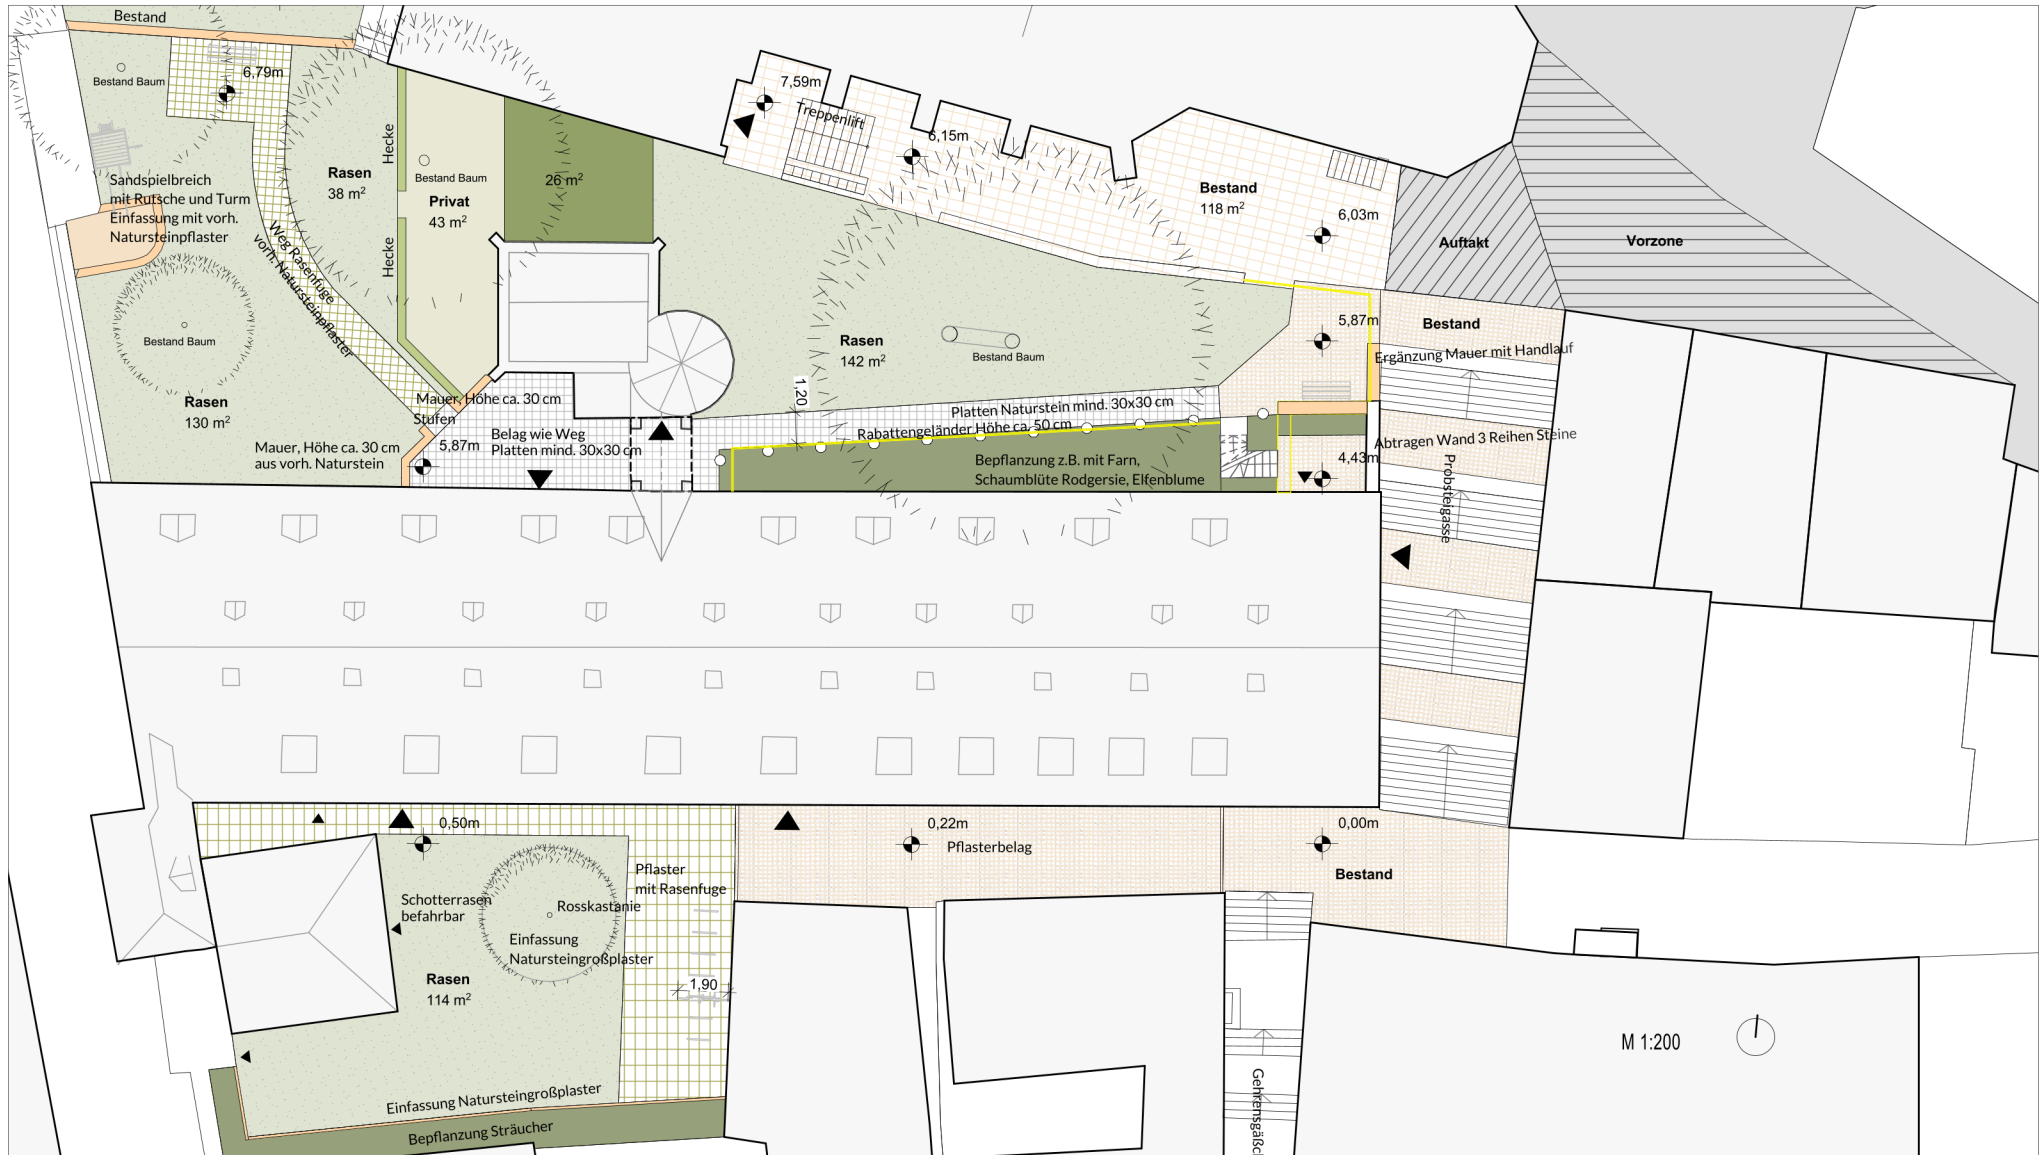 Bestand
Bestand Baum
6,79m
Sandspielbreich
mit Rutsche und Turm
Einfassung mit vorh.
Natursteinpflaster
Weg Rasenfuge
vorh. Natursteinpflaster
Rasen
38 m²
Hecke
Hecke
Bestand Baum
Privat
43 m²
26 m²
7,59m
Treppenlift
6,15m
Bestand
118 m²
6,03m
Auftakt
Vorzone
Bestand Baum
Rasen
130 m²
Mauer, Höhe ca. 30 cm
Stufen
Mauer, Höhe ca. 30 cm
aus vorh. Naturstein
5,87m
Belag wie Weg
Platten mind. 30x30 cm
Rasen
142 m²
Bestand Baum
1,20
Platten Naturstein mind. 30x30 cm
Rabattengeländer Höhe ca. 50 cm
Bepflanzung z.B. mit Farn,
Schaumblüte Rodgersie, Elfenblume
5,87m
Bestand
Ergänzung Mauer mit Handlauf
Abtragen Wand 3 Reihen Steine
4,43m
Probsteigasse
0,50m
0,22m
Pflasterbelag
0,00m
Bestand
Pflaster
mit Rasenfuge
Schotterrasen
befahrbar
Rosskastanie
Einfassung
Natursteingroßplaster
Rasen
114 m²
1,90
Einfassung Natursteingroßplaster
Bepflanzung Sträucher
M 1:200